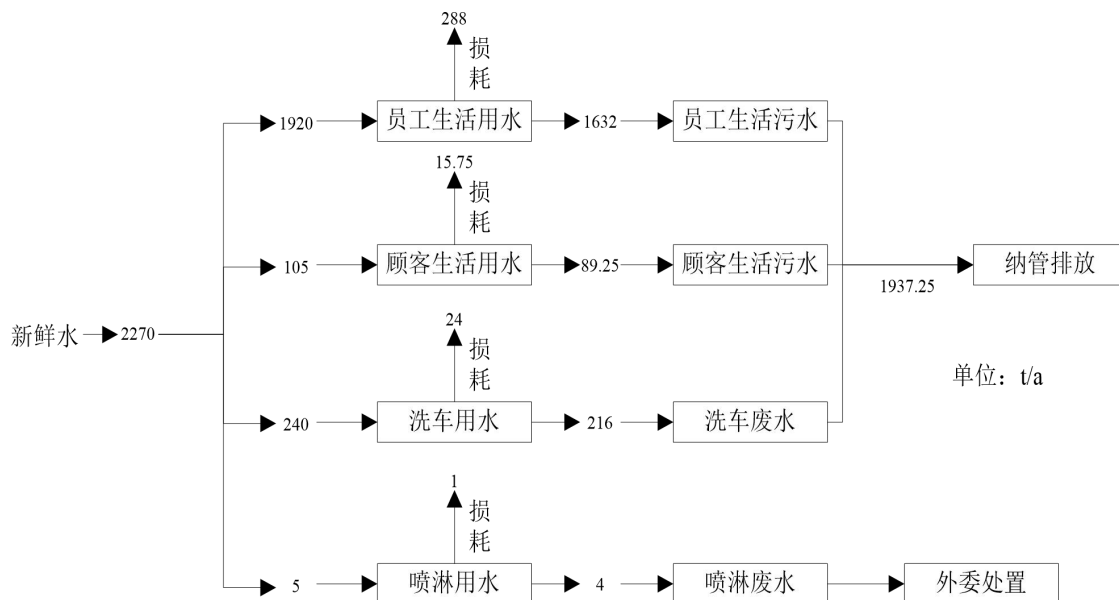 288
损
耗
1920
员工生活用水
1632
员工生活污水
15.75
损
耗
105
顾客生活用水
89.25
顾客生活污水
1937.25
纳管排放
新鲜水
2270
24
损
耗
240
洗车用水
216
洗车废水
单位：t/a
1
损
耗
5
喷淋用水
4
喷淋废水
外委处置